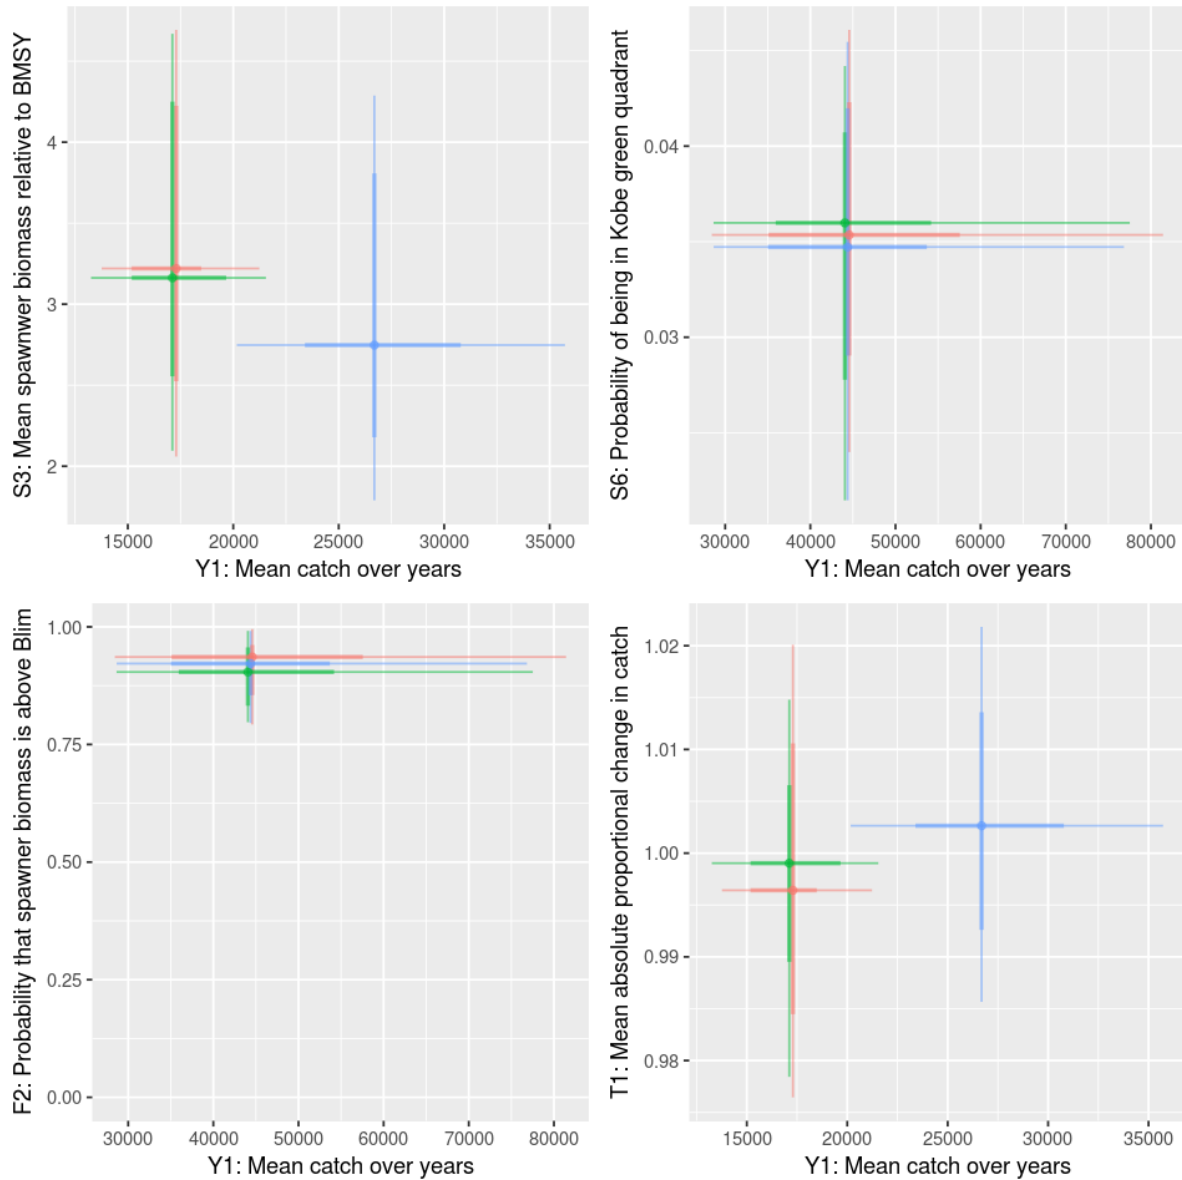 S3: Mean spawnwer biomass relative to BMSY
4
3
2
15000 20000 25000 30000 35000
Y1: Mean catch over years
S6: Probability of being in Kobe green quadrant
0.04
0.03
30000 40000 50000 60000 70000 80000
Y1: Mean catch over years
F2: Probability that spawner biomass is above Blim
1.00
0.75
0.50
0.25
0.00
30000 40000 50000 60000 70000 80000
Y1: Mean catch over years
T1: Mean absolute proportional change in catch
1.02
1.01
1.00
0.99
0.98
15000 20000 25000 30000 35000
Y1: Mean catch over years